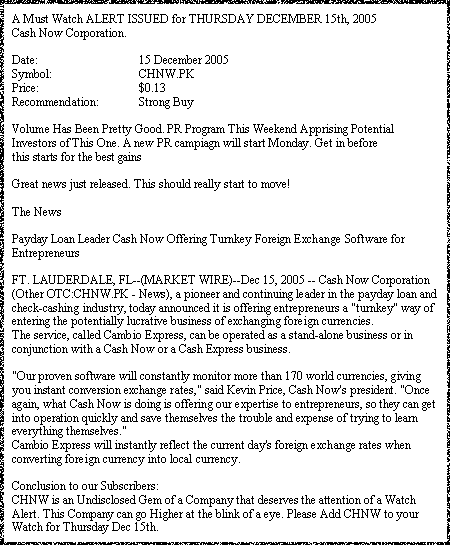 A Must Watch ALERT ISSUED for THURSDAY DECEMBER 15th, 2005
Cash Now Corporation.
Date: 15 December 2005
Symbol: CHNW.PK
Price: $0.13
Recommendation: Strong Buy
Volume Has Been Pretty Good. PR Program This Weekend Apprising Potential
Investors of This One. A new PR campiagn will start Monday. Get in before
this starts for the best gains
Great news just released. This should really start to move!
The News
Payday Loan Leader Cash Now Offering Turnkey Foreign Exchange Software for
Entrepreneurs
FT. LAUDERDALE, FL--(MARKET WIRE)--Dec 15, 2005 -- Cash Now Corporation
(Other OTC:CHNW.PK - News), a pioneer and continuing leader in the payday loan and
check-cashing industry, today announced it is offering entrepreneurs a "turnkey" way of
entering the potentially lucrative business of exchanging foreign currencies.
The service, called Cambio Express, can be operated as a stand-alone business or in
conjunction with a Cash Now or a Cash Express business.
"Our proven software will constantly monitor more than 170 world currencies, giving
you instant conversion exchange rates," said Kevin Price, Cash Now's president. "Once
again, what Cash Now is doing is offering our expertise to entrepreneurs, so they can get
into operation quickly and save themselves the trouble and expense of trying to learn
everything themselves."
Cambio Express will instantly reflect the current day's foreign exchange rates when
converting foreign currency into local currency.
Conclusion to our Subscribers:
CHNW is an Undisclosed Gem of a Company that deserves the attention of a Watch
Alert. This Company can go Higher at the blink of a eye. Please Add CHNW to your
Watch for Thursday Dec 15th.